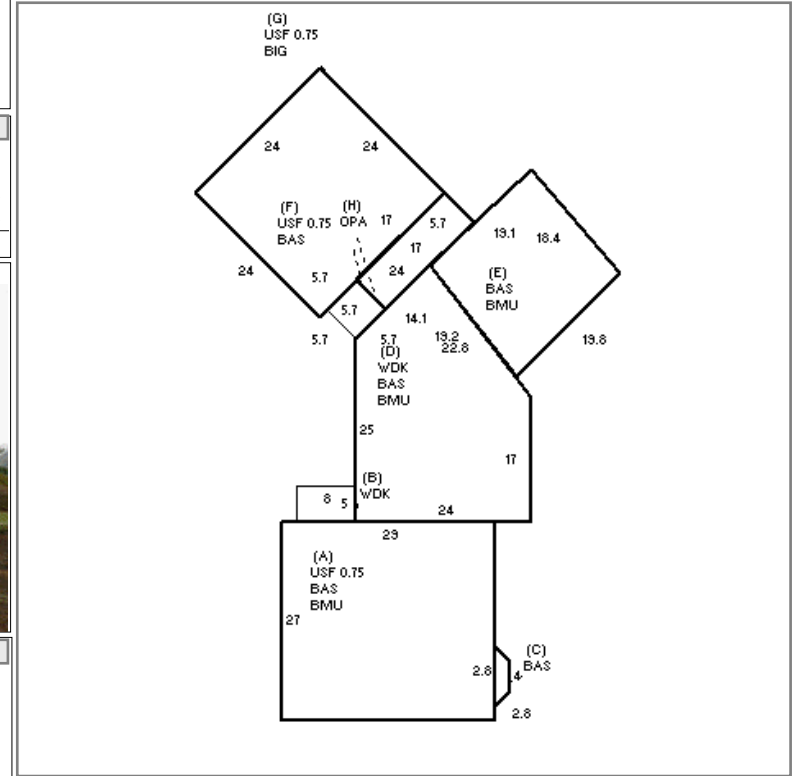 (G)
USF 0.75
BIG
24
24
(F)
USF 0.75
BAS
(H)
OPA
17
5.7
17
24
5.7
24
5.7
5.7
19.1
18.4
(E)
BAS
BMU
19.8
14.1
5.7
19.2
22.8
(D)
WDK
BAS
BMU
25
17
(B)
WDK
8
5
24
29
(A)
USF 0.75
BAS
BMU
27
(C)
BAS
2.8
4
2.8